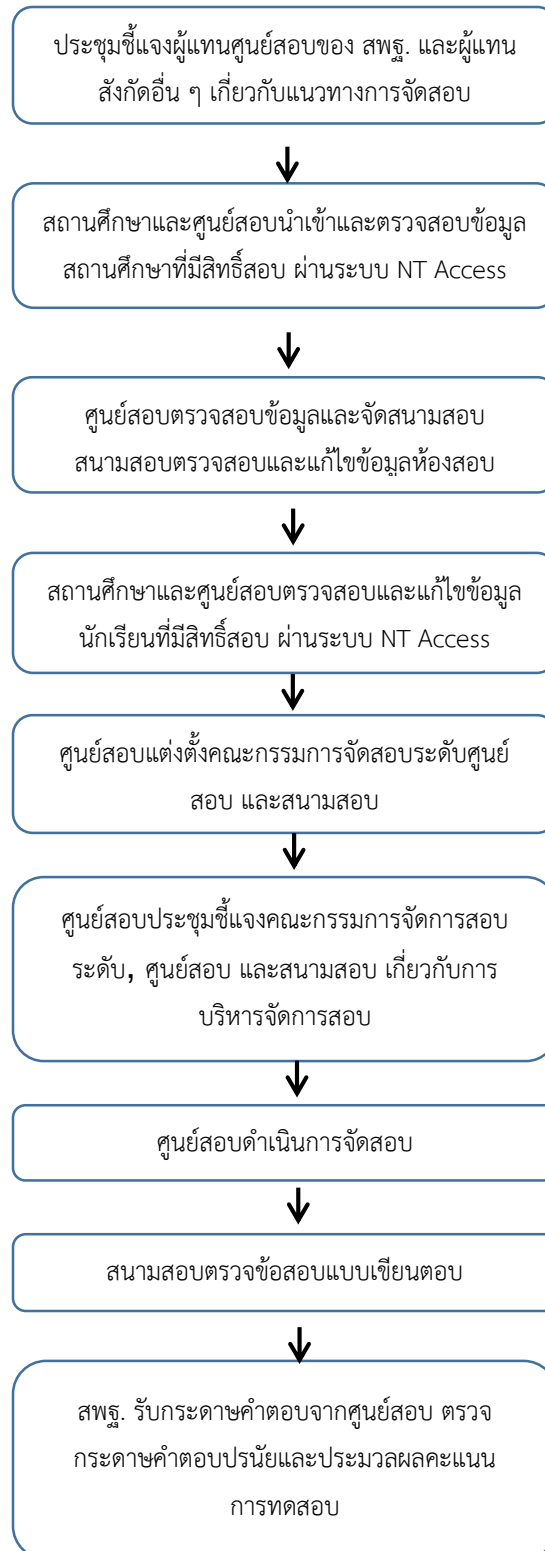 ประชุมชี้แจงผู้แทนศูนย์สอบของ สพฐ. และผู้แทน
สังกัดอื่น ๆ เกี่ยวกับแนวทางการจัดสอบ
สถานศึกษาและศูนย์สอบนำเข้าและตรวจสอบข้อมูล
สถานศึกษาที่มีสิทธิ์สอบ ผ่านระบบ NT Access
ศูนย์สอบตรวจสอบข้อมูลและจัดสนามสอบ
สนามสอบตรวจสอบและแก้ไขข้อมูลห้องสอบ
สถานศึกษาและศูนย์สอบตรวจสอบและแก้ไขข้อมูล
นักเรียนที่มีสิทธิ์สอบ ผ่านระบบ NT Access
ศูนย์สอบแต่งตั้งคณะกรรมการจัดสอบระดับศูนย์
สอบ และสนามสอบ
ศูนย์สอบประชุมชี้แจงคณะกรรมการจัดการสอบ
ระดับ, ศูนย์สอบ และสนามสอบ เกี่ยวกับการ
บริหารจัดการสอบ
ศูนย์สอบดำเนินการจัดสอบ
สนามสอบตรวจข้อสอบแบบเขียนตอบ
สพฐ. รับกระดาษคำตอบจากศูนย์สอบ ตรวจ
กระดาษคำตอบปรนัยและประมวลผลคะแนน
การทดสอบ